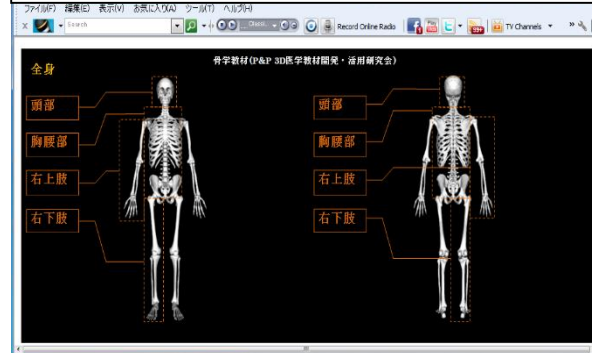 ファイル(F) 編集(E) 表示(V) お気に入り(A) ツール(T) ヘルプ(H)
x Search Record Online Radio TV Channels »
骨学教材(P&P 3D医学教材開発・活用研究会)
全身
頭部
胸腰部
右上肢
右下肢
頭部
胸腰部
右上肢
右下肢